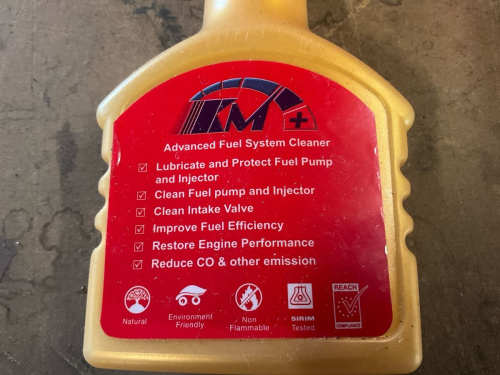 KM+
Advanced Fuel System Cleaner
Lubricate and Protect Fuel Pump
and Injector
Clean Fuel pump and Injector
Clean Intake Valve
Improve Fuel Efficiency
Restore Engine Performance
Reduce CO & other emission
Natural
Environment
Friendly
Non
Flammable
SIRIM
Tested
REACH
COMPLIANCE